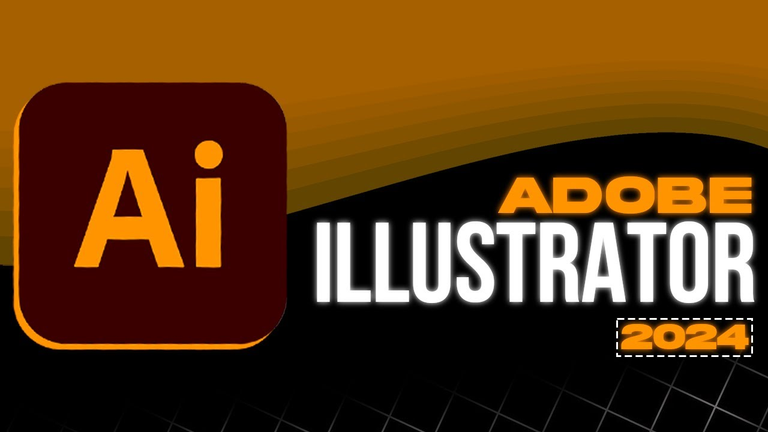 Ai
ADOBE
ILLUSTRATOR
2024